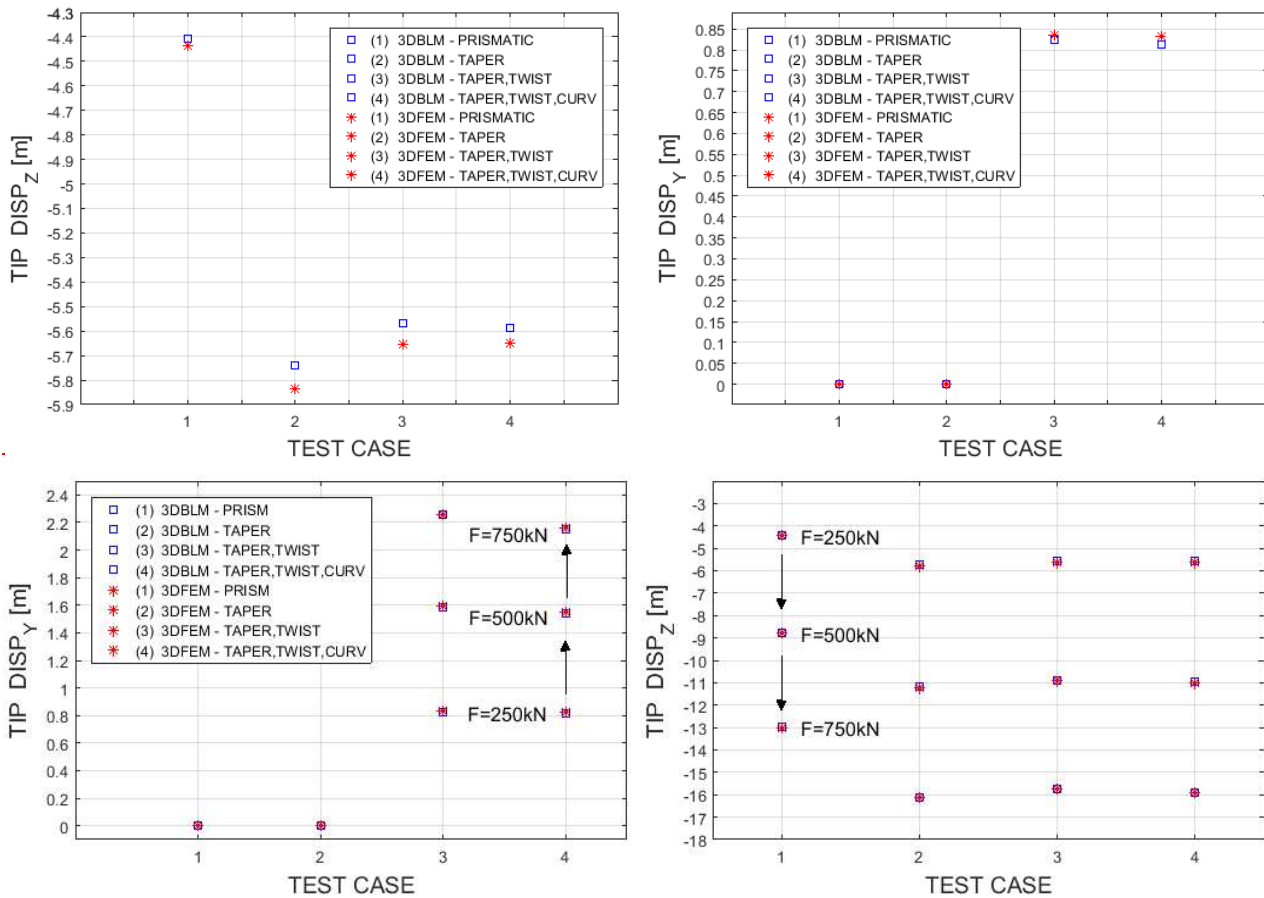 -4.3
-4.4
-4.5
-4.6
-4.7
-4.8
-4.9
-5
-5.1
-5.2
-5.3
-5.4
-5.5
-5.6
-5.7
-5.8
-5.9
TIP DISP_Z [m]
(1) 3DBLM - PRISMATIC
(2) 3DBLM - TAPER
(3) 3DBLM - TAPER,TWIST
(4) 3DBLM - TAPER,TWIST,CURV
(1) 3DFEM - PRISMATIC
(2) 3DFEM - TAPER
(3) 3DFEM - TAPER,TWIST
(4) 3DFEM - TAPER,TWIST,CURV
1 2 3 4
TEST CASE
0.85
0.8
0.75
0.7
0.65
0.6
0.55
0.5
0.45
0.4
0.35
0.3
0.25
0.2
0.15
0.1
0.05
0
TIP DISP_Y [m]
(1) 3DBLM - PRISMATIC
(2) 3DBLM - TAPER
(3) 3DBLM - TAPER,TWIST
(4) 3DBLM - TAPER,TWIST,CURV
(1) 3DFEM - PRISMATIC
(2) 3DFEM - TAPER
(3) 3DFEM - TAPER,TWIST
(4) 3DFEM - TAPER,TWIST,CURV
1 2 3 4
TEST CASE
2.4
2.2
2
1.8
1.6
1.4
1.2
1
0.8
0.6
0.4
0.2
0
TIP DISP_Y [m]
(1) 3DBLM - PRISM
(2) 3DBLM - TAPER
(3) 3DBLM - TAPER,TWIST
(4) 3DBLM - TAPER,TWIST,CURV
(1) 3DFEM - PRISM
(2) 3DFEM - TAPER
(3) 3DFEM - TAPER,TWIST
(4) 3DFEM - TAPER,TWIST,CURV
F=750kN
F=500kN
F=250kN
1 2 3 4
TEST CASE
-3
-4
-5
-6
-7
-8
-9
-10
-11
-12
-13
-14
-15
-16
-17
-18
TIP DISP_Z [m]
F=250kN
F=500kN
F=750kN
1 2 3 4
TEST CASE